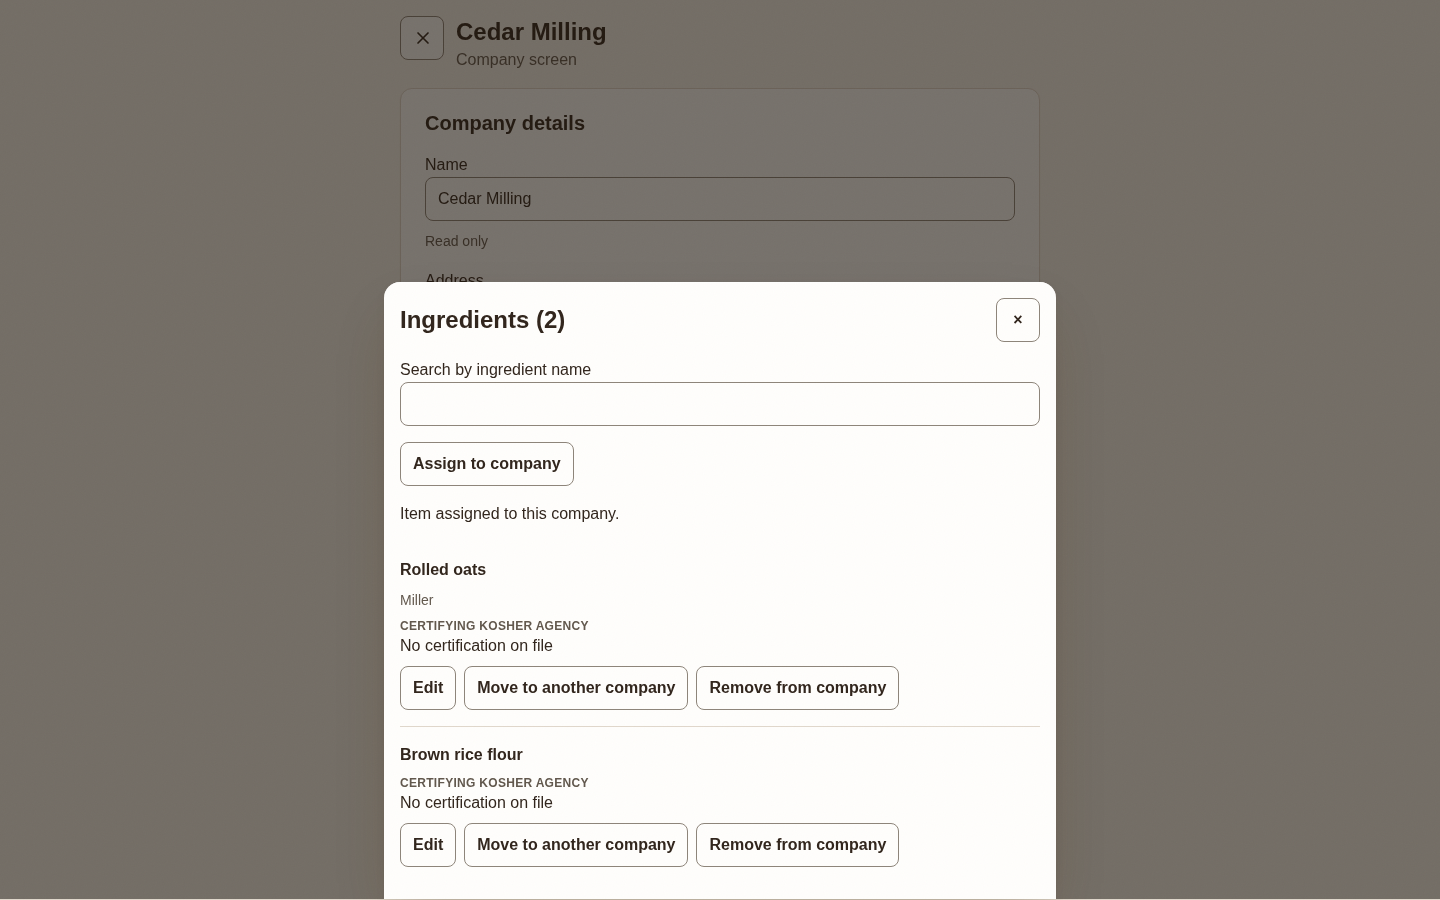 Cedar Milling
Company screen
Company details
Name
Cedar Milling
Read only
Address
Ingredients (2)
×
Search by ingredient name
Assign to company
Item assigned to this company.
Rolled oats
Miller
CERTIFYING KOSHER AGENCY
No certification on file
Edit Move to another company Remove from company
Brown rice flour
CERTIFYING KOSHER AGENCY
No certification on file
Edit Move to another company Remove from company